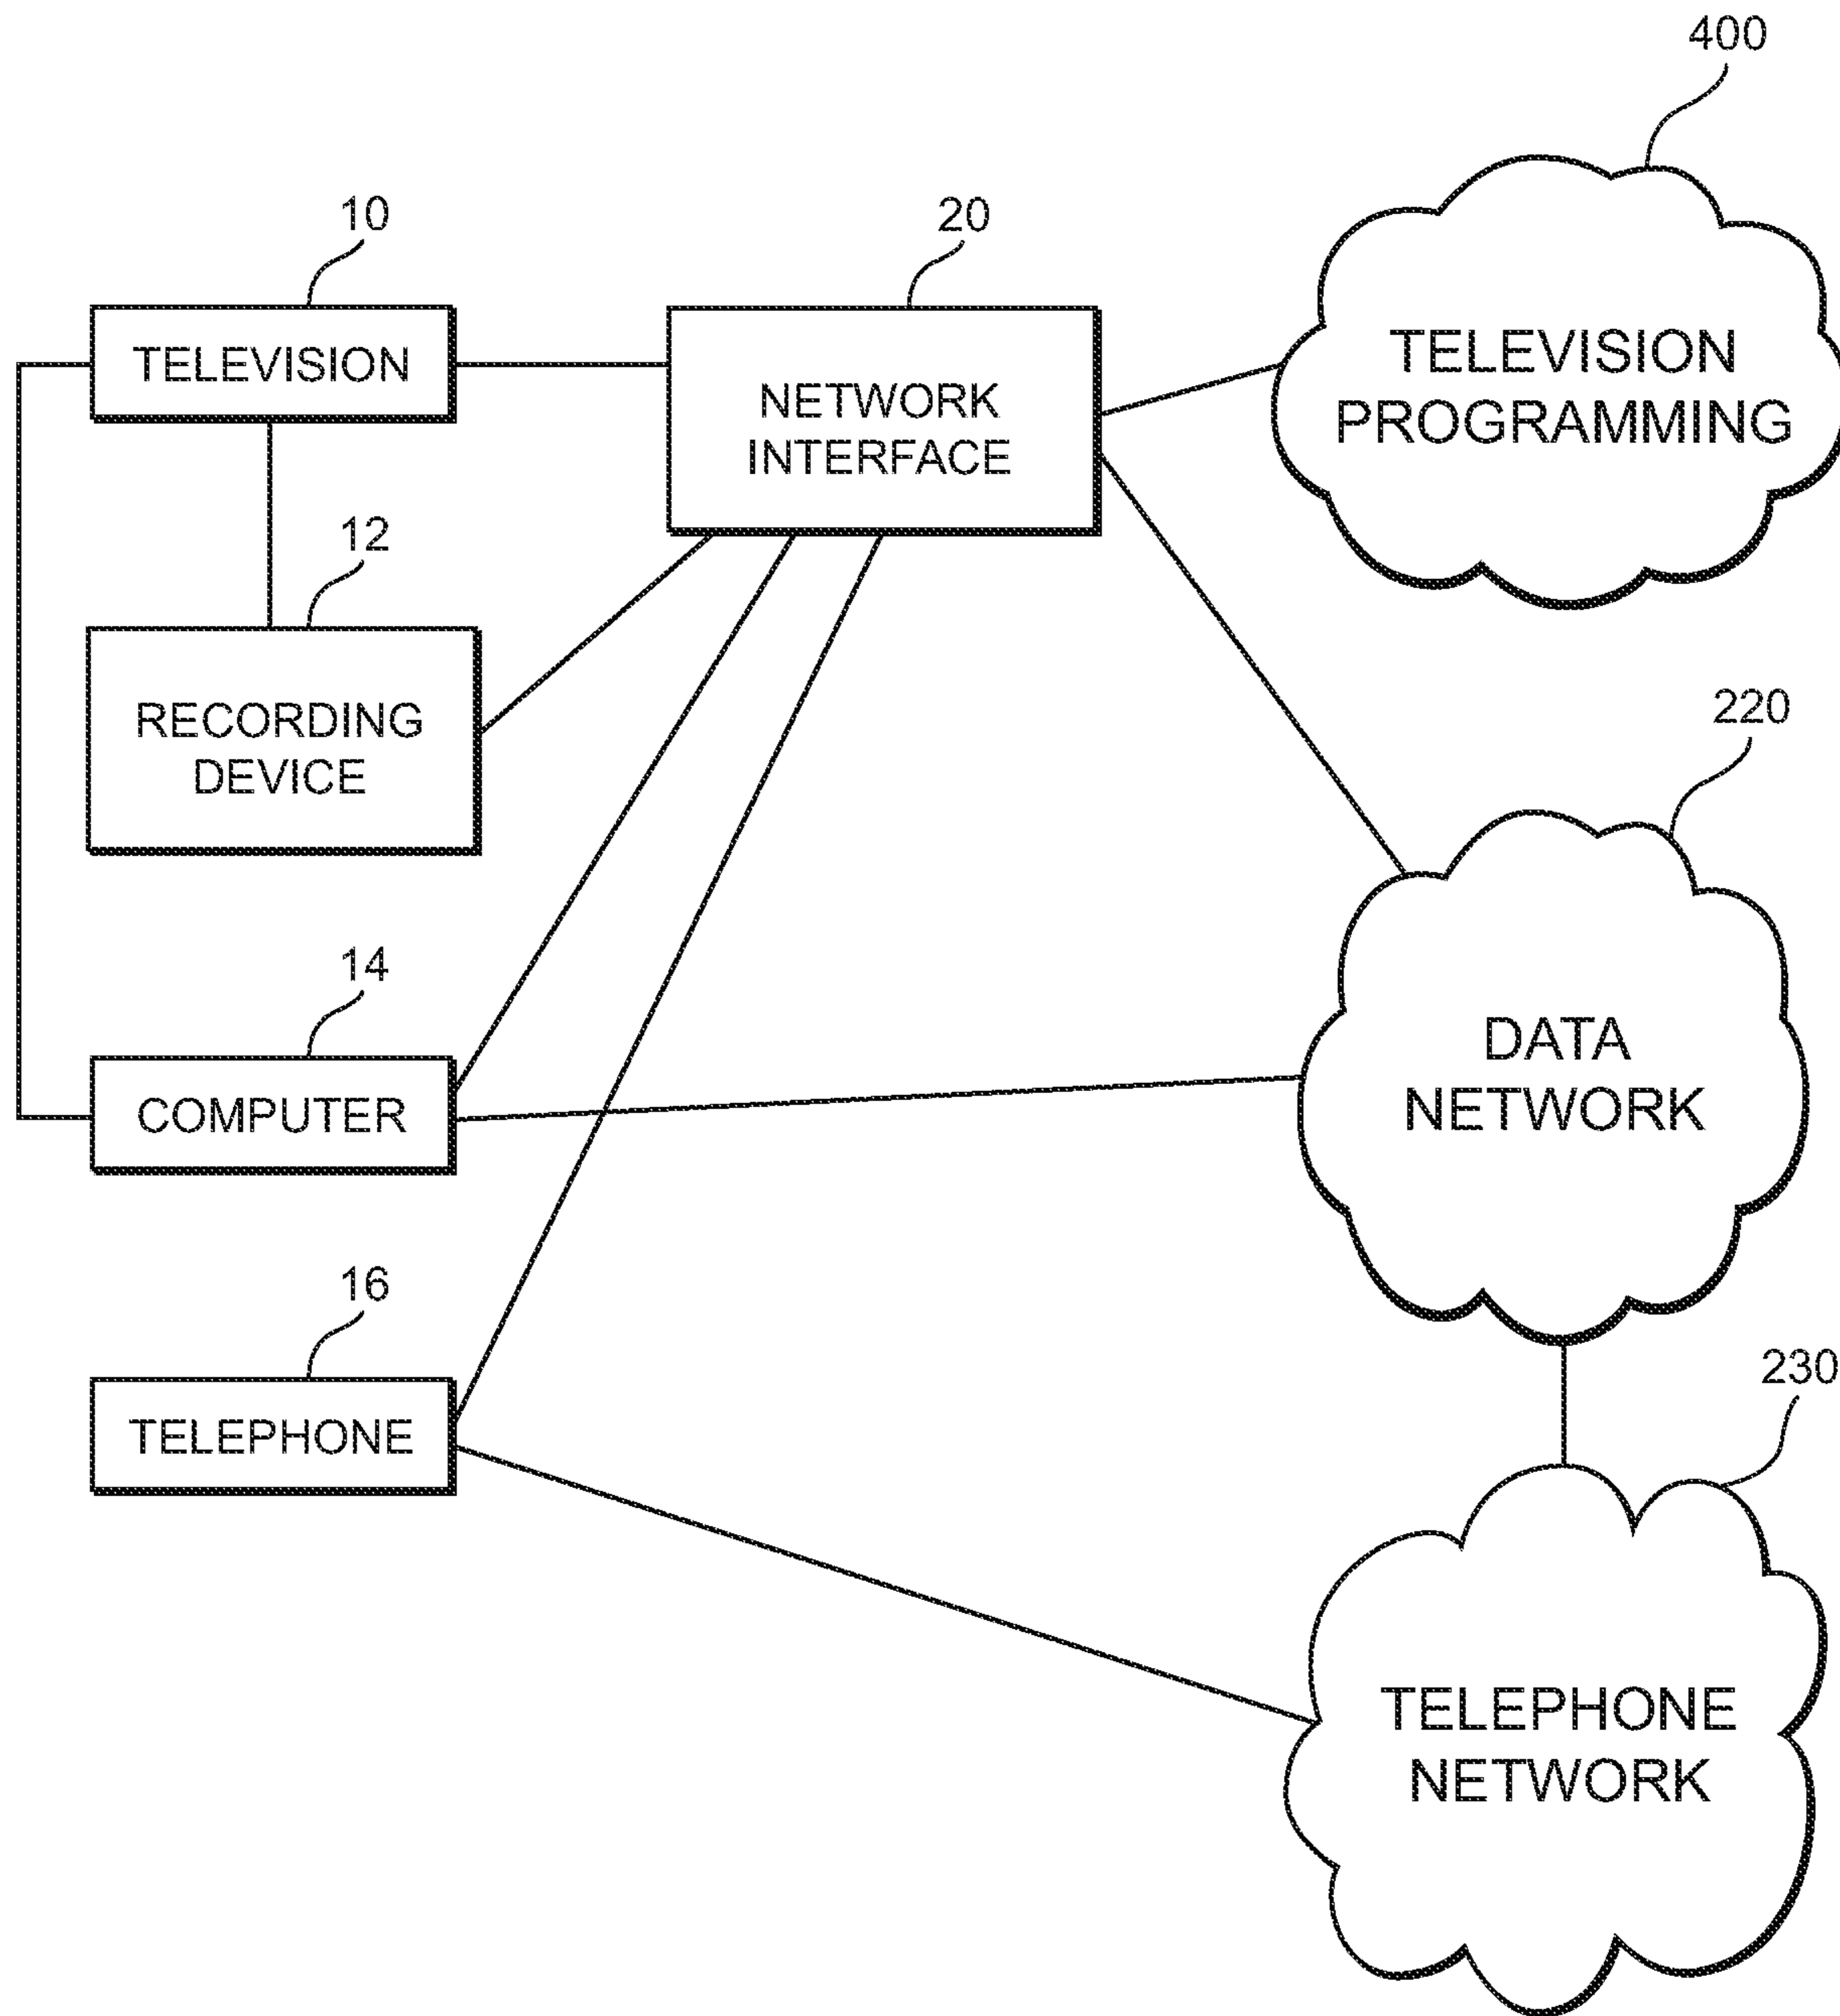 400
10
20
TELEVISION
NETWORK
INTERFACE
TELEVISION
PROGRAMMING
12
RECORDING
DEVICE
220
14
COMPUTER
DATA
NETWORK
16
TELEPHONE
230
TELEPHONE
NETWORK